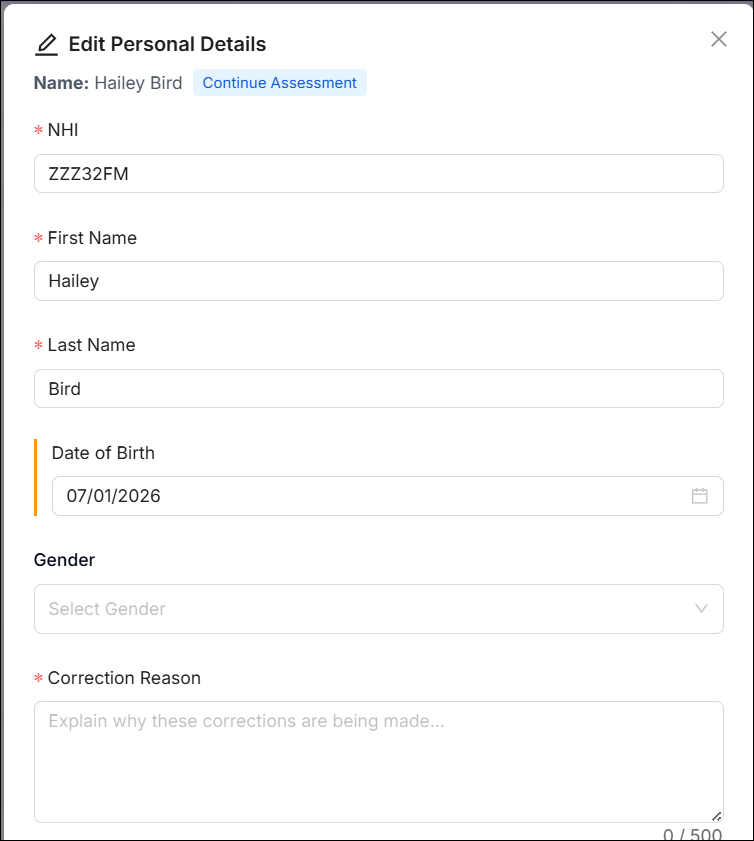 Edit Personal Details
Name: Hailey Bird Continue Assessment
* NHI
ZZZ32FM
* First Name
Hailey
* Last Name
Bird
Date of Birth
07/01/2026
Gender
Select Gender
* Correction Reason
Explain why these corrections are being made...
0 / 500